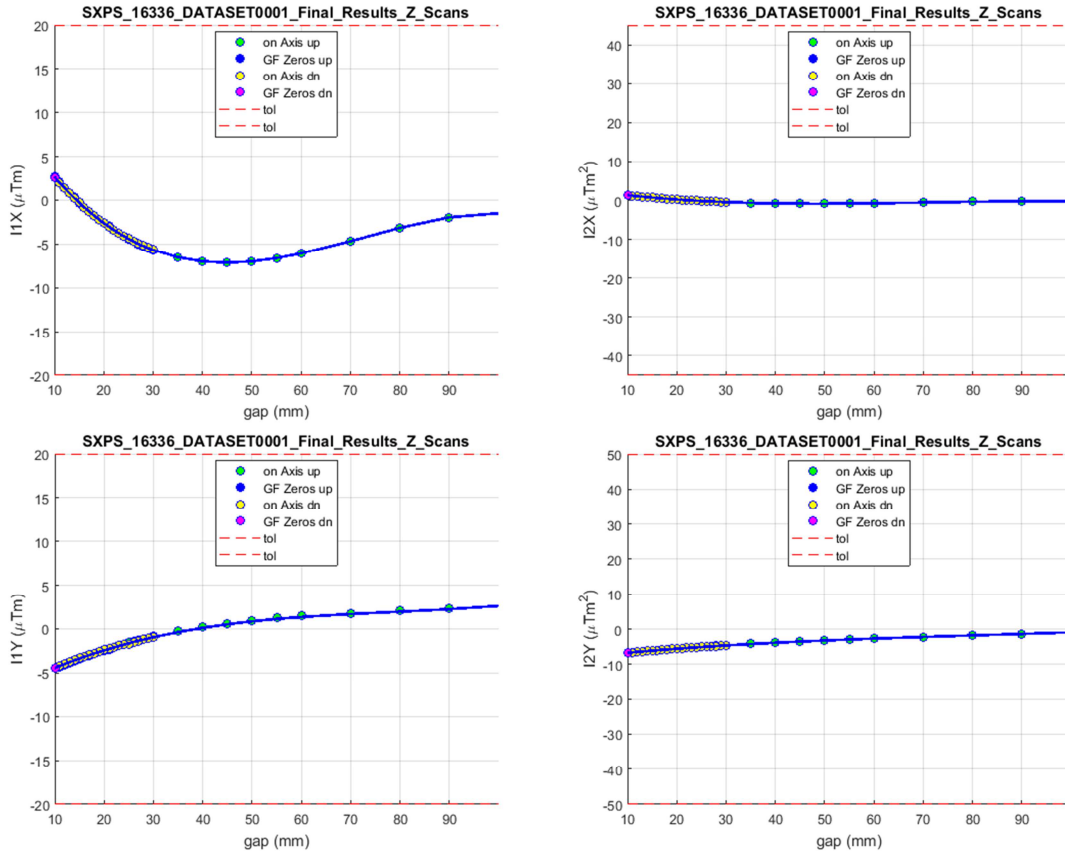 SXPS_16336_DATASET0001_Final_Results_Z_Scans
on Axis up
GF Zeros up
on Axis dn
GF Zeros dn
tol
tol
20
15
10
5
0
-5
-10
-15
-20
I1X (μTm)
10 20 30 40 50 60 70 80 90
gap (mm)
SXPS_16336_DATASET0001_Final_Results_Z_Scans
on Axis up
GF Zeros up
on Axis dn
GF Zeros dn
tol
tol
40
30
20
10
0
-10
-20
-30
-40
I2X (μTm²)
10 20 30 40 50 60 70 80 90
gap (mm)
SXPS_16336_DATASET0001_Final_Results_Z_Scans
on Axis up
GF Zeros up
on Axis dn
GF Zeros dn
tol
tol
20
15
10
5
0
-5
-10
-15
-20
I1Y (μTm)
10 20 30 40 50 60 70 80 90
gap (mm)
SXPS_16336_DATASET0001_Final_Results_Z_Scans
on Axis up
GF Zeros up
on Axis dn
GF Zeros dn
tol
tol
50
40
30
20
10
0
-10
-20
-30
-40
-50
I2Y (μTm²)
10 20 30 40 50 60 70 80 90
gap (mm)